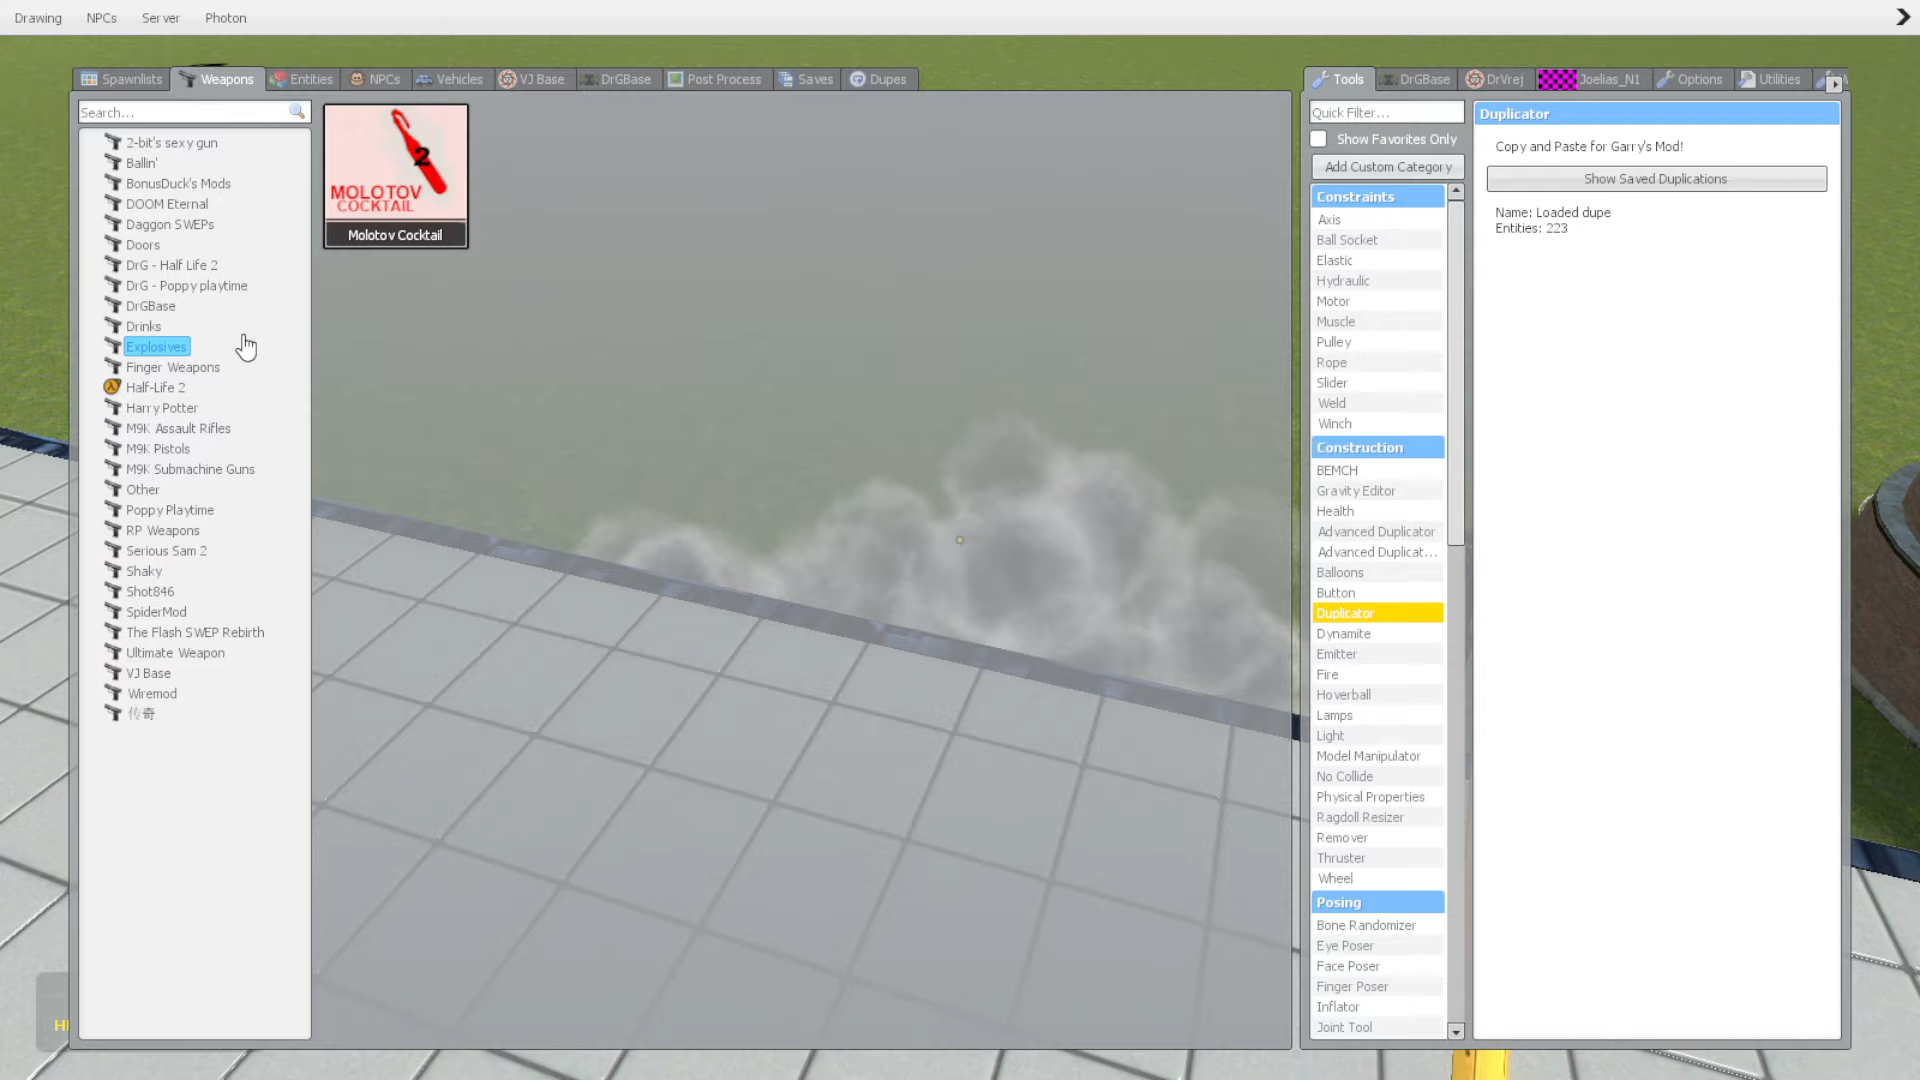 Drawing NPCs Server Photon
Spawnlists Weapons Entities NPCs Vehicles VJ Base DrGBase Post Process Saves Dupes
Search...
2-bit's sexy gun
Ballin'
BonusDuck's Mods
DOOM Eternal
Daggon SWEPs
Doors
DrG - Half Life 2
DrG - Poppy playtime
DrGBase
Drinks
Explosives
Finger Weapons
Half-Life 2
Harry Potter
M9K Assault Rifles
M9K Pistols
M9K Submachine Guns
Other
Poppy Playtime
RP Weapons
Serious Sam 2
Shaky
Shot846
SpiderMod
The Flash SWEP Rebirth
Ultimate Weapon
VJ Base
Wiremod
传奇
2
MOLOTOV
COCKTAIL
Molotov Cocktail
Tools DrGBase DrVrej Joelias_N1 Options Utilities
Quick Filter...
Show Favorites Only
Add Custom Category
Constraints
Axis
Ball Socket
Elastic
Hydraulic
Motor
Muscle
Pulley
Rope
Slider
Weld
Winch
Construction
BEMCH
Gravity Editor
Health
Advanced Duplicator
Advanced Duplicat...
Balloons
Button
Duplicator
Dynamite
Emitter
Fire
Hoverball
Lamps
Light
Model Manipulator
No Collide
Physical Properties
Ragdoll Resizer
Remover
Thruster
Wheel
Posing
Bone Randomizer
Eye Poser
Face Poser
Finger Poser
Inflator
Joint Tool
Duplicator
Copy and Paste for Garry's Mod!
Show Saved Duplications
Name: Loaded dupe
Entities: 223